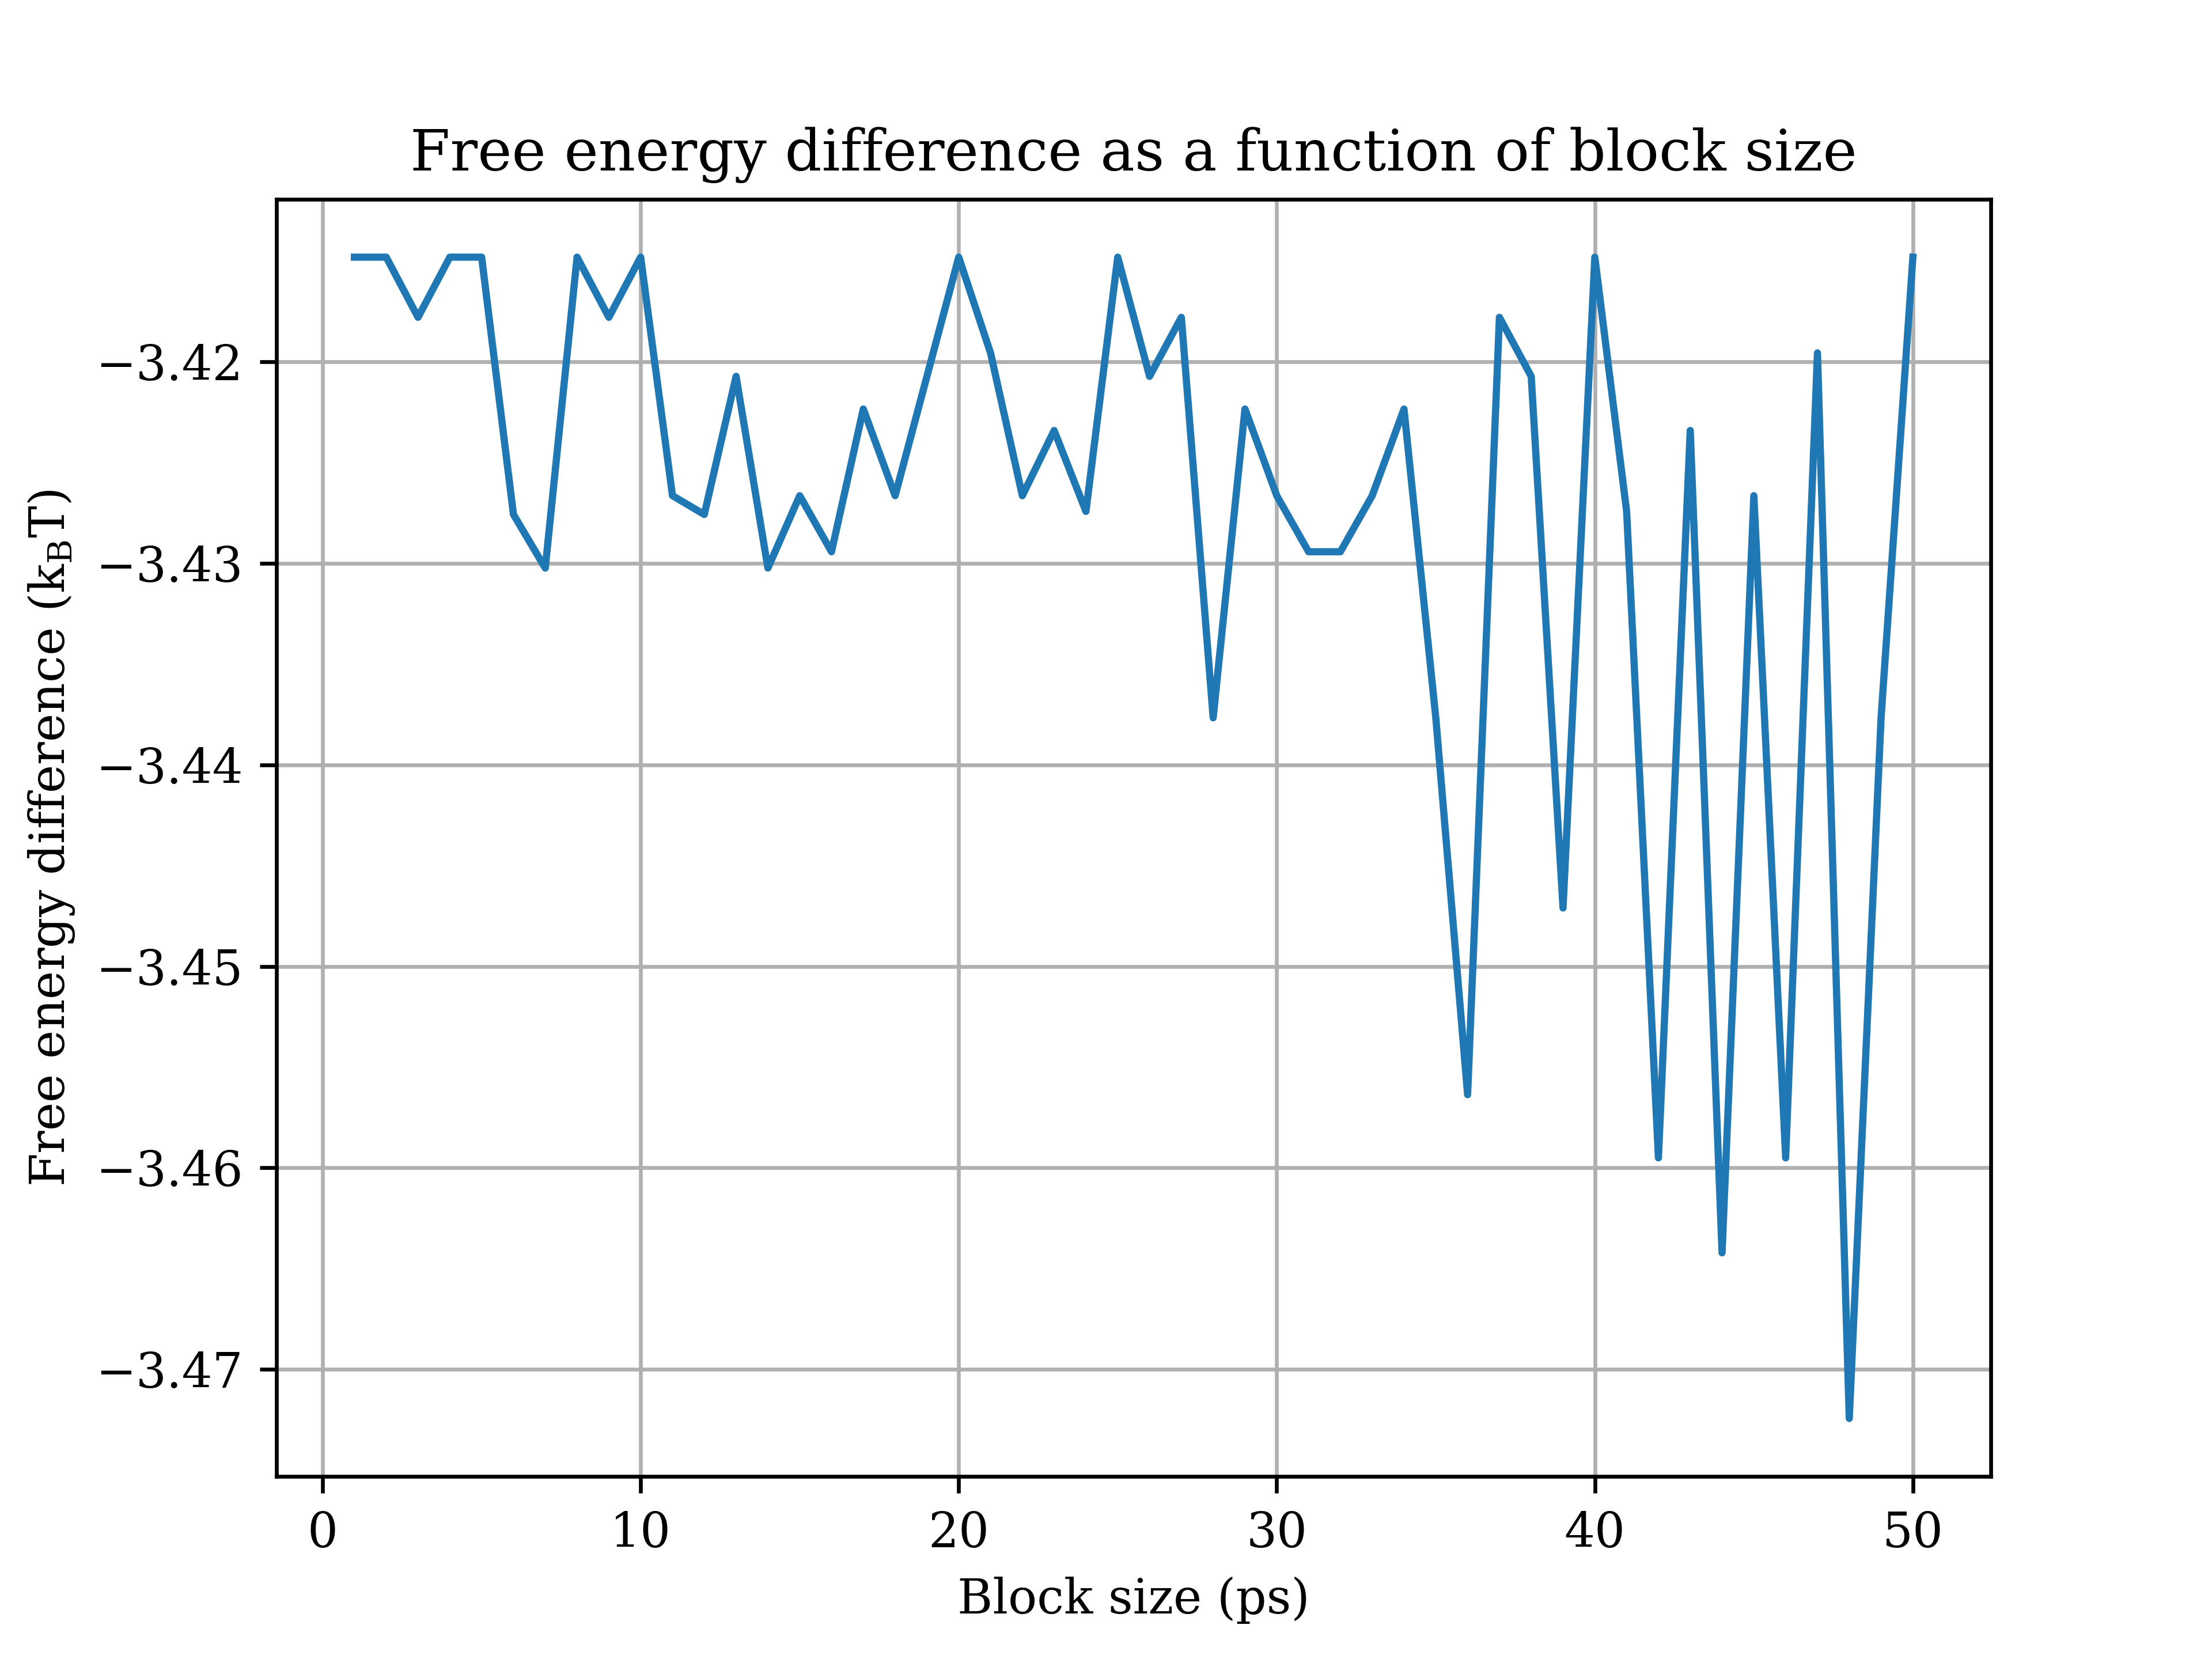 Free energy difference as a function of block size
Free energy difference (k_BT)
−3.42
−3.43
−3.44
−3.45
−3.46
−3.47
0 10 20 30 40 50
Block size (ps)